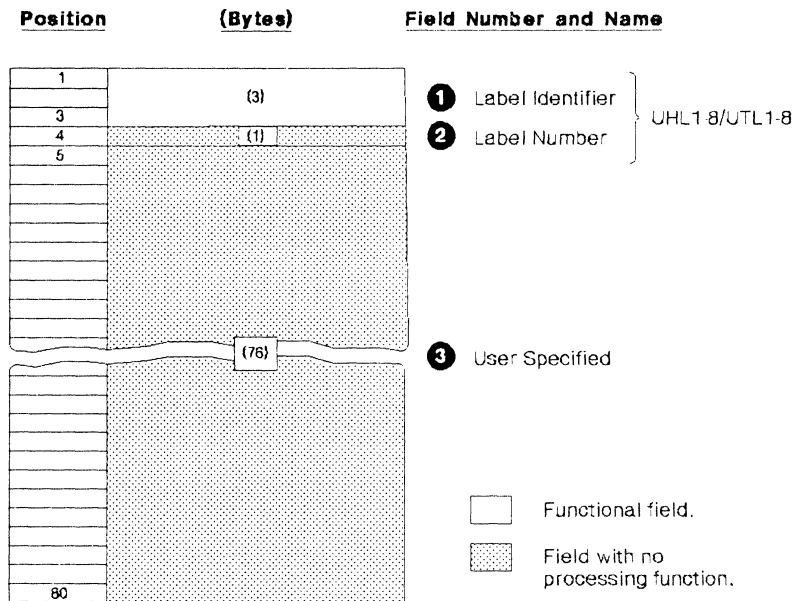 Position (Bytes) Field Number and Name
1
(3)
1 Label Identifier
3
UHL1-8/UTL1-8
4 (1) 2 Label Number
5
(76) 3 User Specified
Functional field.
Field with no
processing function.
80